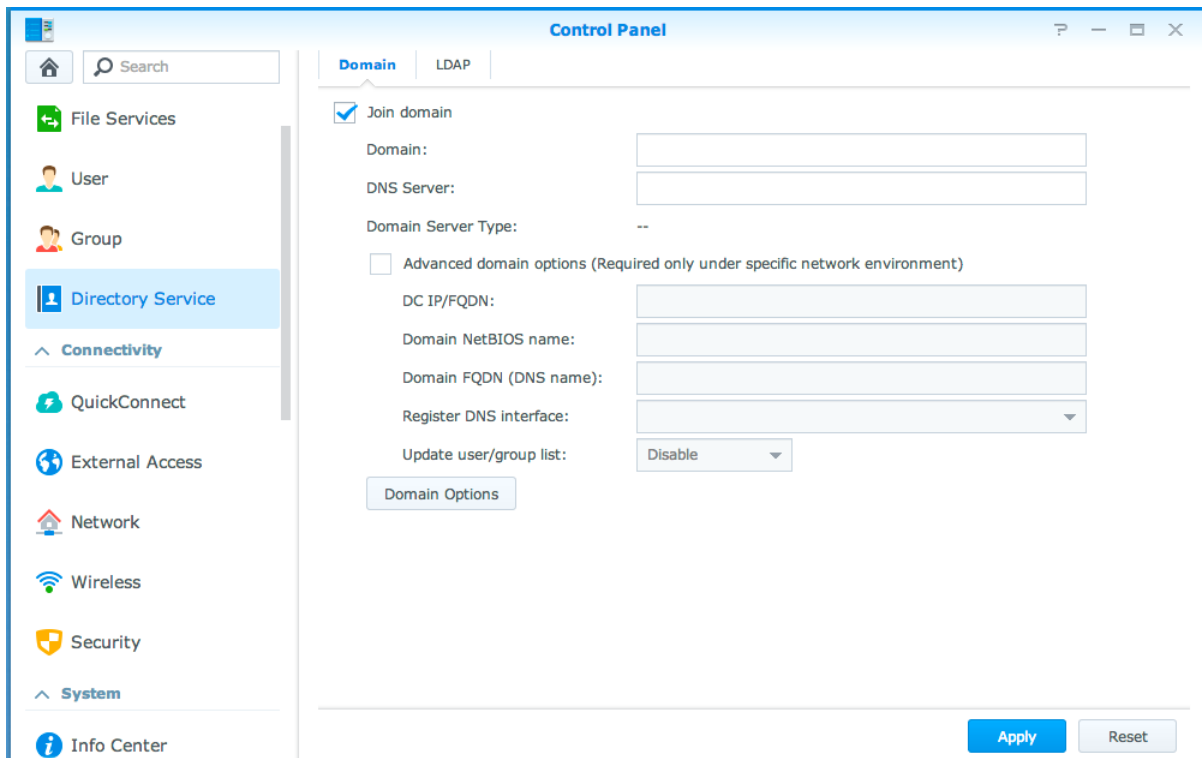 Control Panel
Search
File Services
User
Group
Directory Service
Connectivity
QuickConnect
External Access
Network
Wireless
Security
System
Info Center
Domain LDAP
Join domain
Domain:
DNS Server:
Domain Server Type: --
Advanced domain options (Required only under specific network environment)
DC IP/FQDN:
Domain NetBIOS name:
Domain FQDN (DNS name):
Register DNS interface:
Update user/group list: Disable
Domain Options
Apply Reset